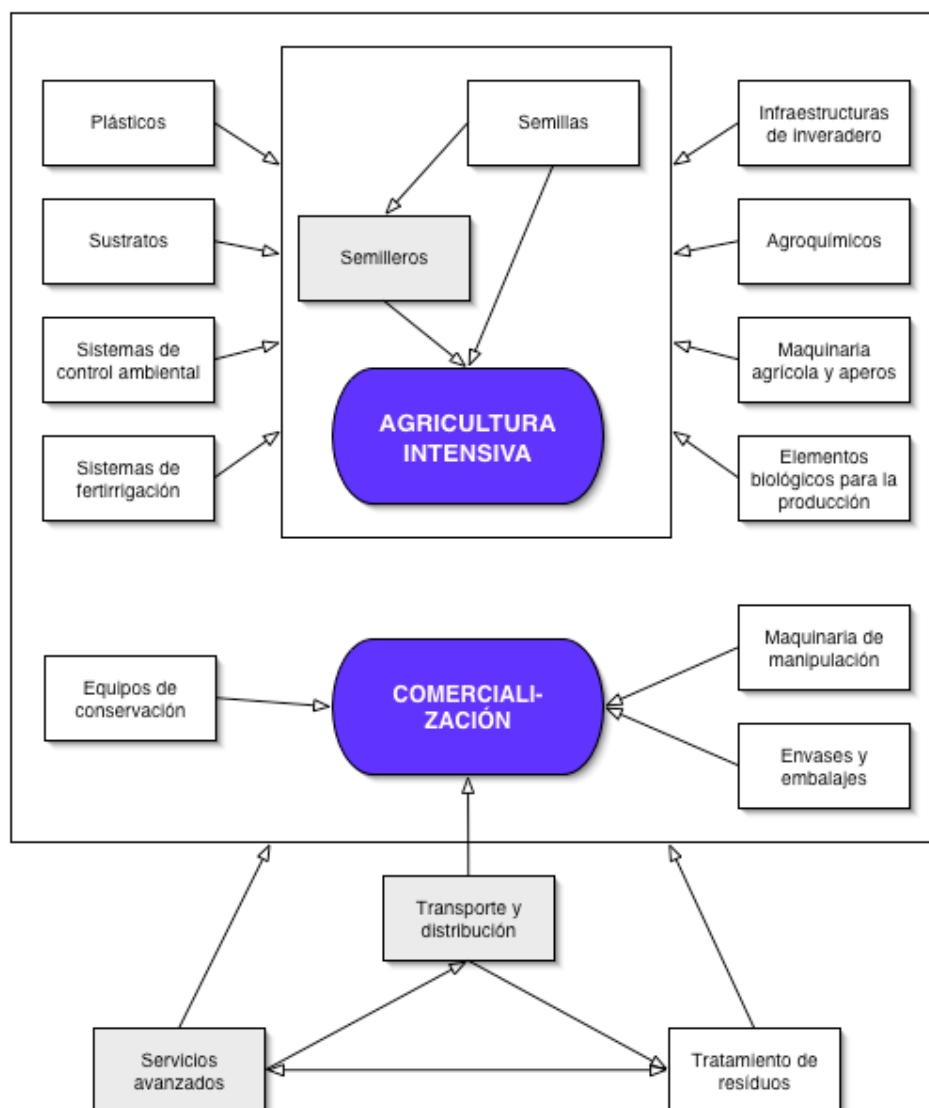 Plásticos
Semillas
Infraestructuras
de inveradero
Sustratos
Semilleros
Agroquímicos
Sistemas de
control ambiental
Maquinaria
agrícola y aperos
AGRICULTURA
INTENSIVA
Sistemas de
fertirrigación
Elementos
biológicos para la
producción
Equipos de
conservación
COMERCIALI-
ZACIÓN
Maquinaria de
manipulación
Envases y
embalajes
Transporte y
distribución
Servicios
avanzados
Tratamiento de
resíduos